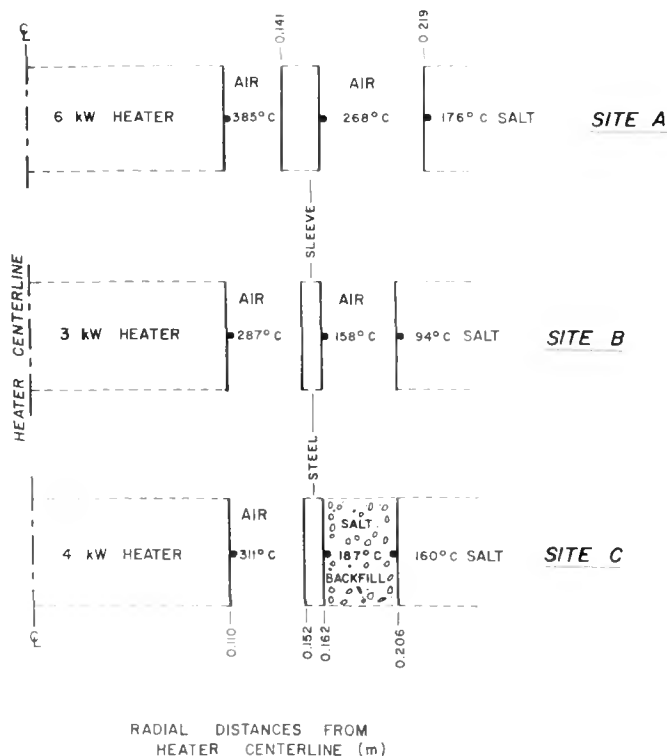 ℄
0.141
0.219
AIR
AIR
6 kW HEATER
385°C
268°C
176°C SALT
SITE A
SLEEVE
HEATER CENTERLINE
AIR
AIR
3 kW HEATER
287°C
158°C
94°C SALT
SITE B
STEEL
AIR
SALT
4 kW HEATER
311°C
187°C
160°C SALT
SITE C
BACKFILL
℄
0.110
0.152
0.162
0.206
RADIAL DISTANCES FROM
HEATER CENTERLINE (m)